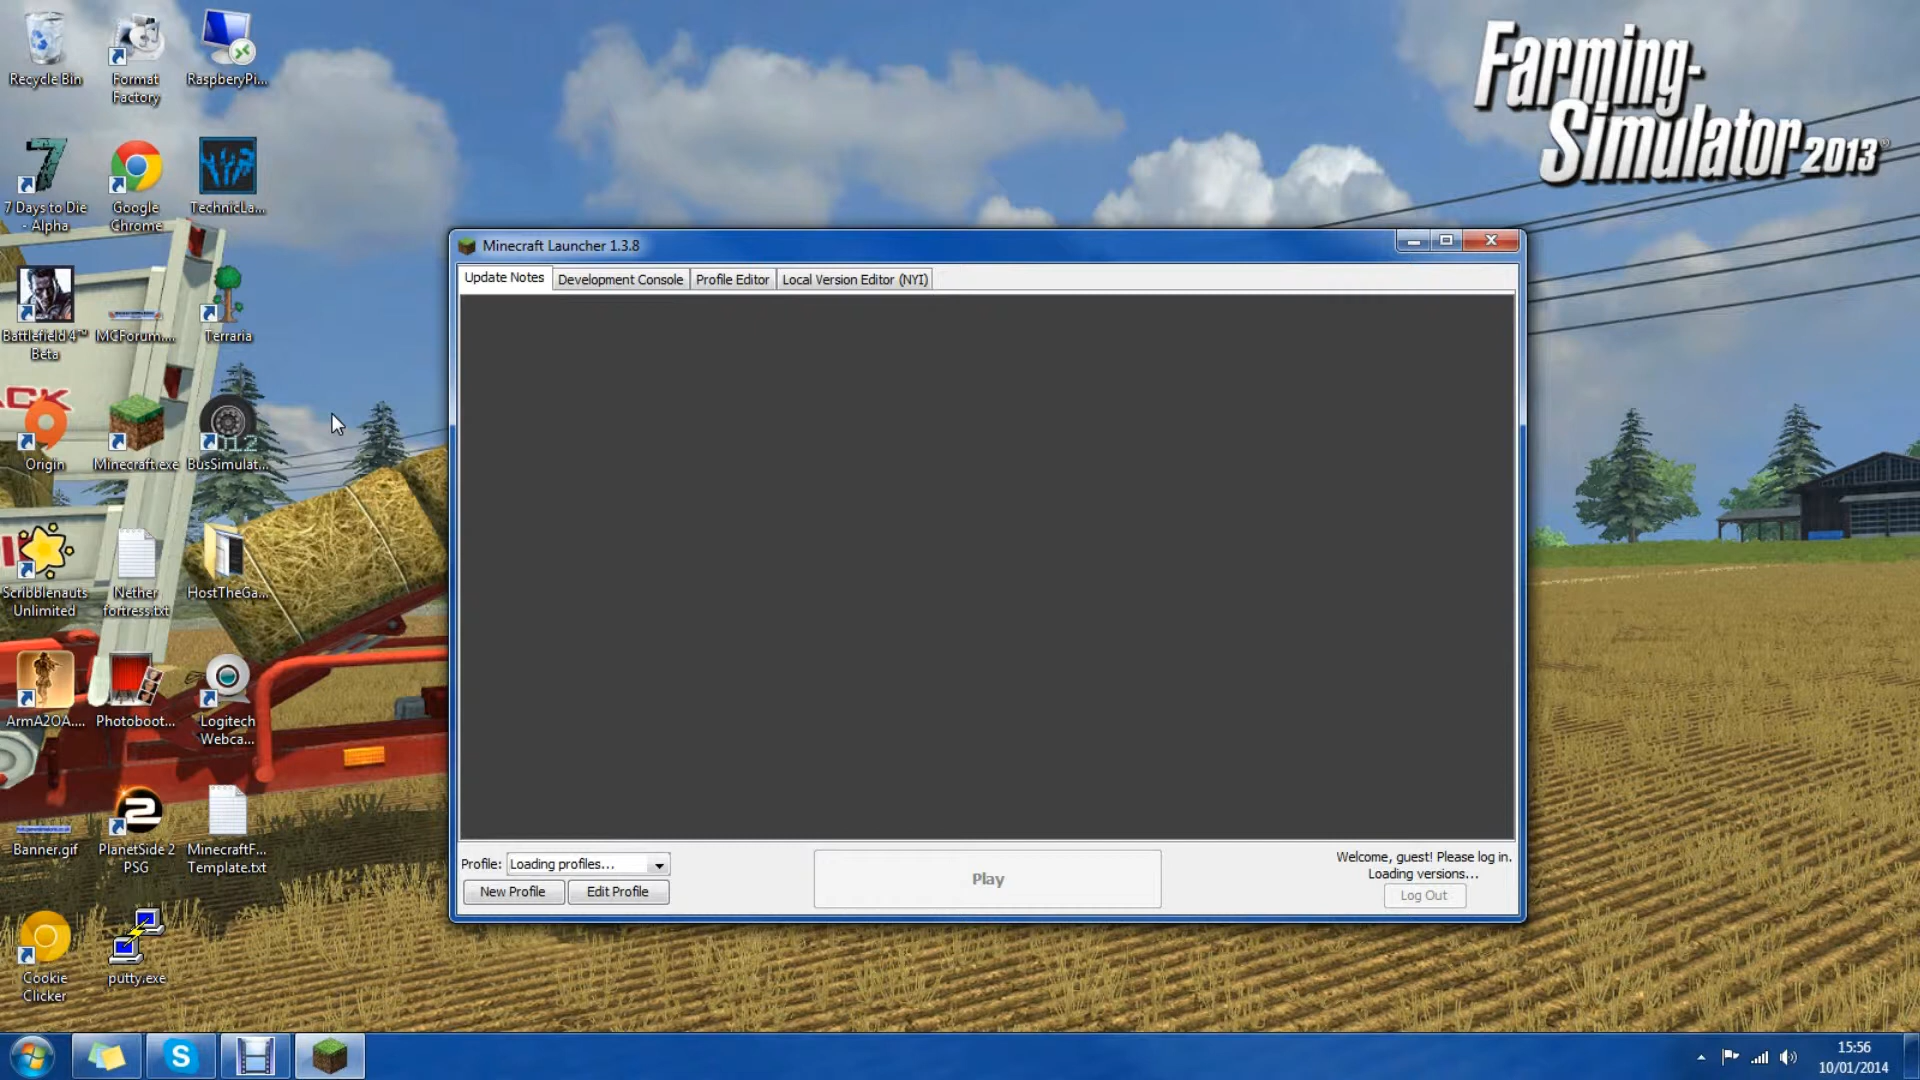 Recycle Bin
Format
Factory
RaspberyPi...
7 Days to Die
- Alpha
Google
Chrome
TechnicLa...
Battlefield 4™
Beta
MCForum....
Terraria
Origin
Minecraft.exe
BusSimulat...
Scribblenauts
Unlimited
Nether
fortress.txt
HostTheGa...
ArmA2OA....
Photoboot...
Logitech
Webca...
Banner.gif
PlanetSide 2
PSG
MinecraftF...
Template.txt
Cookie
Clicker
putty.exe
Farming-
Simulator 2013®
Minecraft Launcher 1.3.8
Update Notes
Development Console
Profile Editor
Local Version Editor (NYI)
Profile: Loading profiles...
New Profile
Edit Profile
Play
Welcome, guest! Please log in.
Loading versions...
Log Out
15:56
10/01/2014